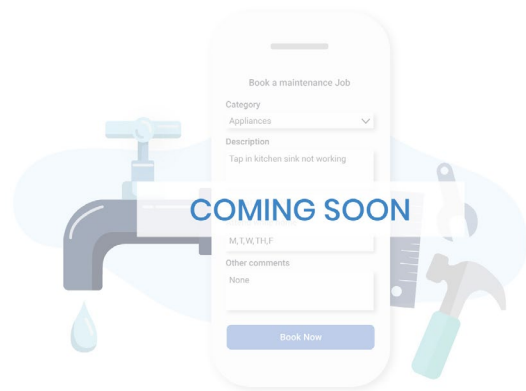 Book a maintenance Job
Category
Appliances
Description
Tap in kitchen sink not working
COMING SOON
M,T,W,TH,F
Other comments
None
Book Now